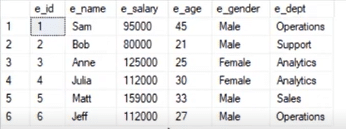 e_id e_name e_salary e_age e_gender e_dept
1 1 Sam 95000 45 Male Operations
2 2 Bob 80000 21 Male Support
3 3 Anne 125000 25 Female Analytics
4 4 Julia 112000 30 Female Analytics
5 5 Matt 159000 33 Male Sales
6 6 Jeff 112000 27 Male Operations